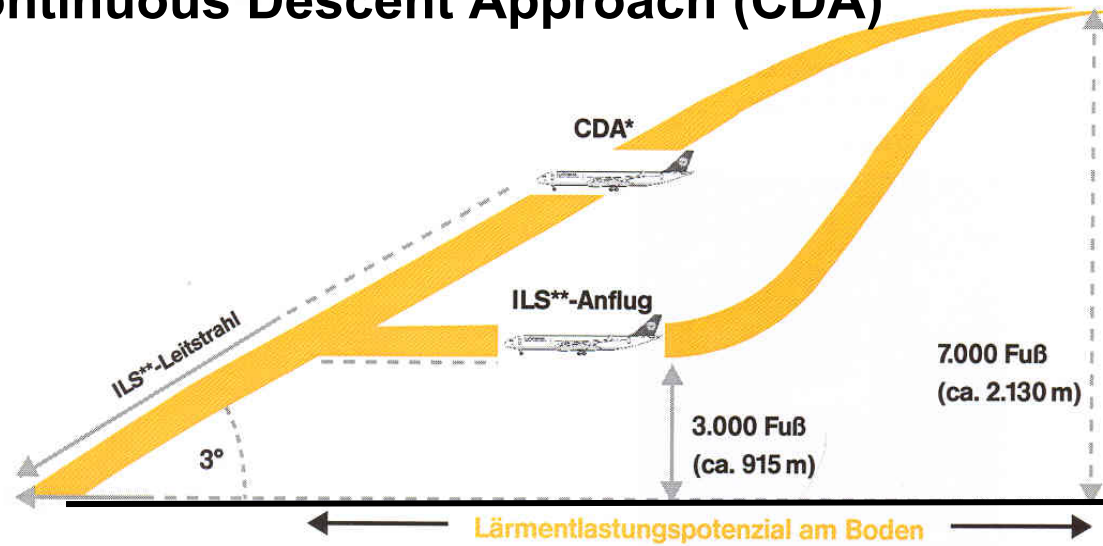 ontinuous Descent Approach (CDA)
CDA*
ILS**-Anflug
ILS**-Leitstrahl
7.000 Fuß
(ca. 2.130 m)
3.000 Fuß
(ca. 915 m)
3°
Lärmentlastungspotenzial am Boden